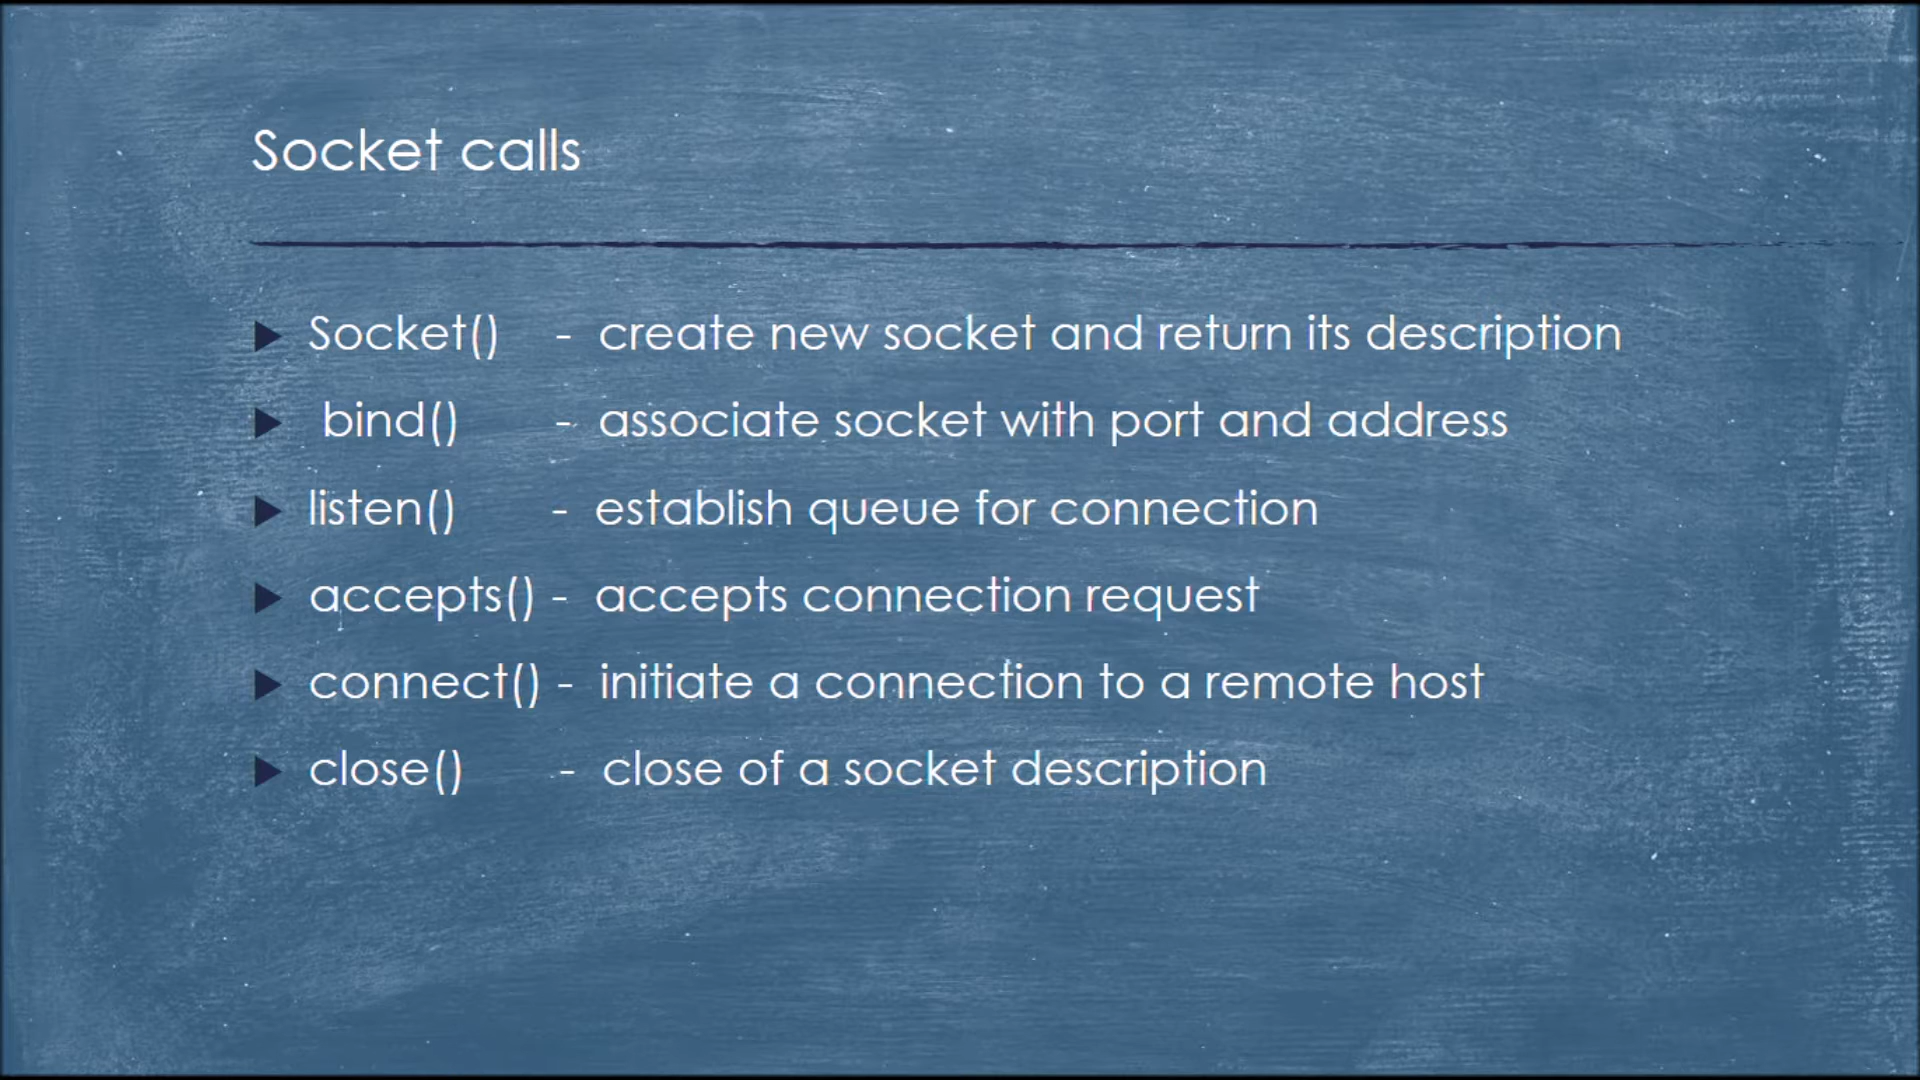 Socket calls
Socket() - create new socket and return its description
bind() - associate socket with port and address
listen() - establish queue for connection
accepts() - accepts connection request
connect() - initiate a connection to a remote host
close() - close of a socket description